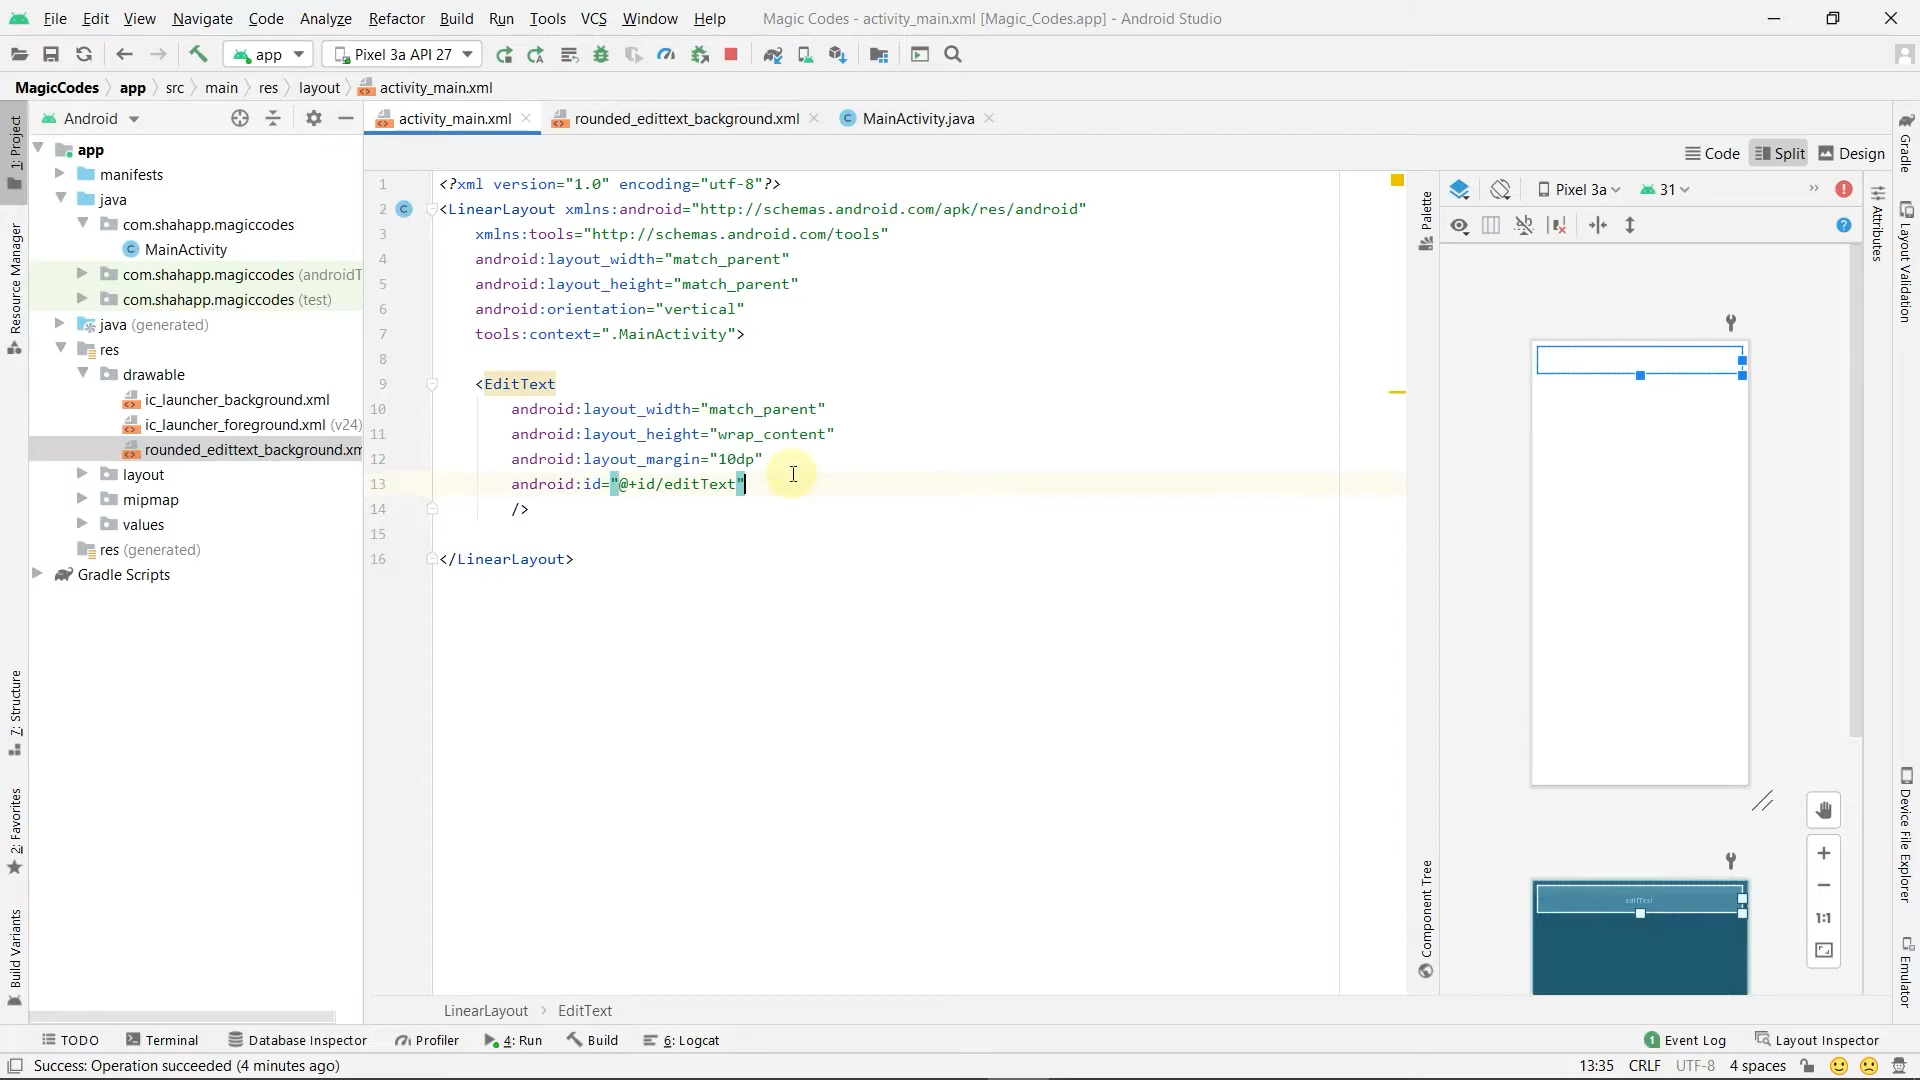 File Edit View Navigate Code Analyze Refactor Build Run Tools VCS Window Help Magic Codes - activity_main.xml [Magic_Codes.app] - Android Studio
app Pixel 3a API 27
MagicCodes app src main res layout activity_main.xml
Android
activity_main.xml rounded_edittext_background.xml MainActivity.java
Code Split Design
1: Project
Resource Manager
7: Structure
2: Favorites
Build Variants
app
manifests
java
com.shahapp.magiccodes
MainActivity
com.shahapp.magiccodes (androidT
com.shahapp.magiccodes (test)
java (generated)
res
drawable
ic_launcher_background.xml
ic_launcher_foreground.xml (v24)
rounded_edittext_background.xm
layout
mipmap
values
res (generated)
Gradle Scripts
1 <?xml version="1.0" encoding="utf-8"?>
2 <LinearLayout xmlns:android="http://schemas.android.com/apk/res/android"
3 xmlns:tools="http://schemas.android.com/tools"
4 android:layout_width="match_parent"
5 android:layout_height="match_parent"
6 android:orientation="vertical"
7 tools:context=".MainActivity">
8
9 <EditText
10 android:layout_width="match_parent"
11 android:layout_height="wrap_content"
12 android:layout_margin="10dp"
13 android:id="@+id/editText"
14 />
15
16 </LinearLayout>
Palette
Component Tree
Pixel 3a 31
editText
1:1
Attributes
Gradle
Layout Validation
Device File Explorer
Emulator
LinearLayout EditText
TODO Terminal Database Inspector Profiler 4: Run Build 6: Logcat 1 Event Log Layout Inspector
Success: Operation succeeded (4 minutes ago) 13:35 CRLF UTF-8 4 spaces